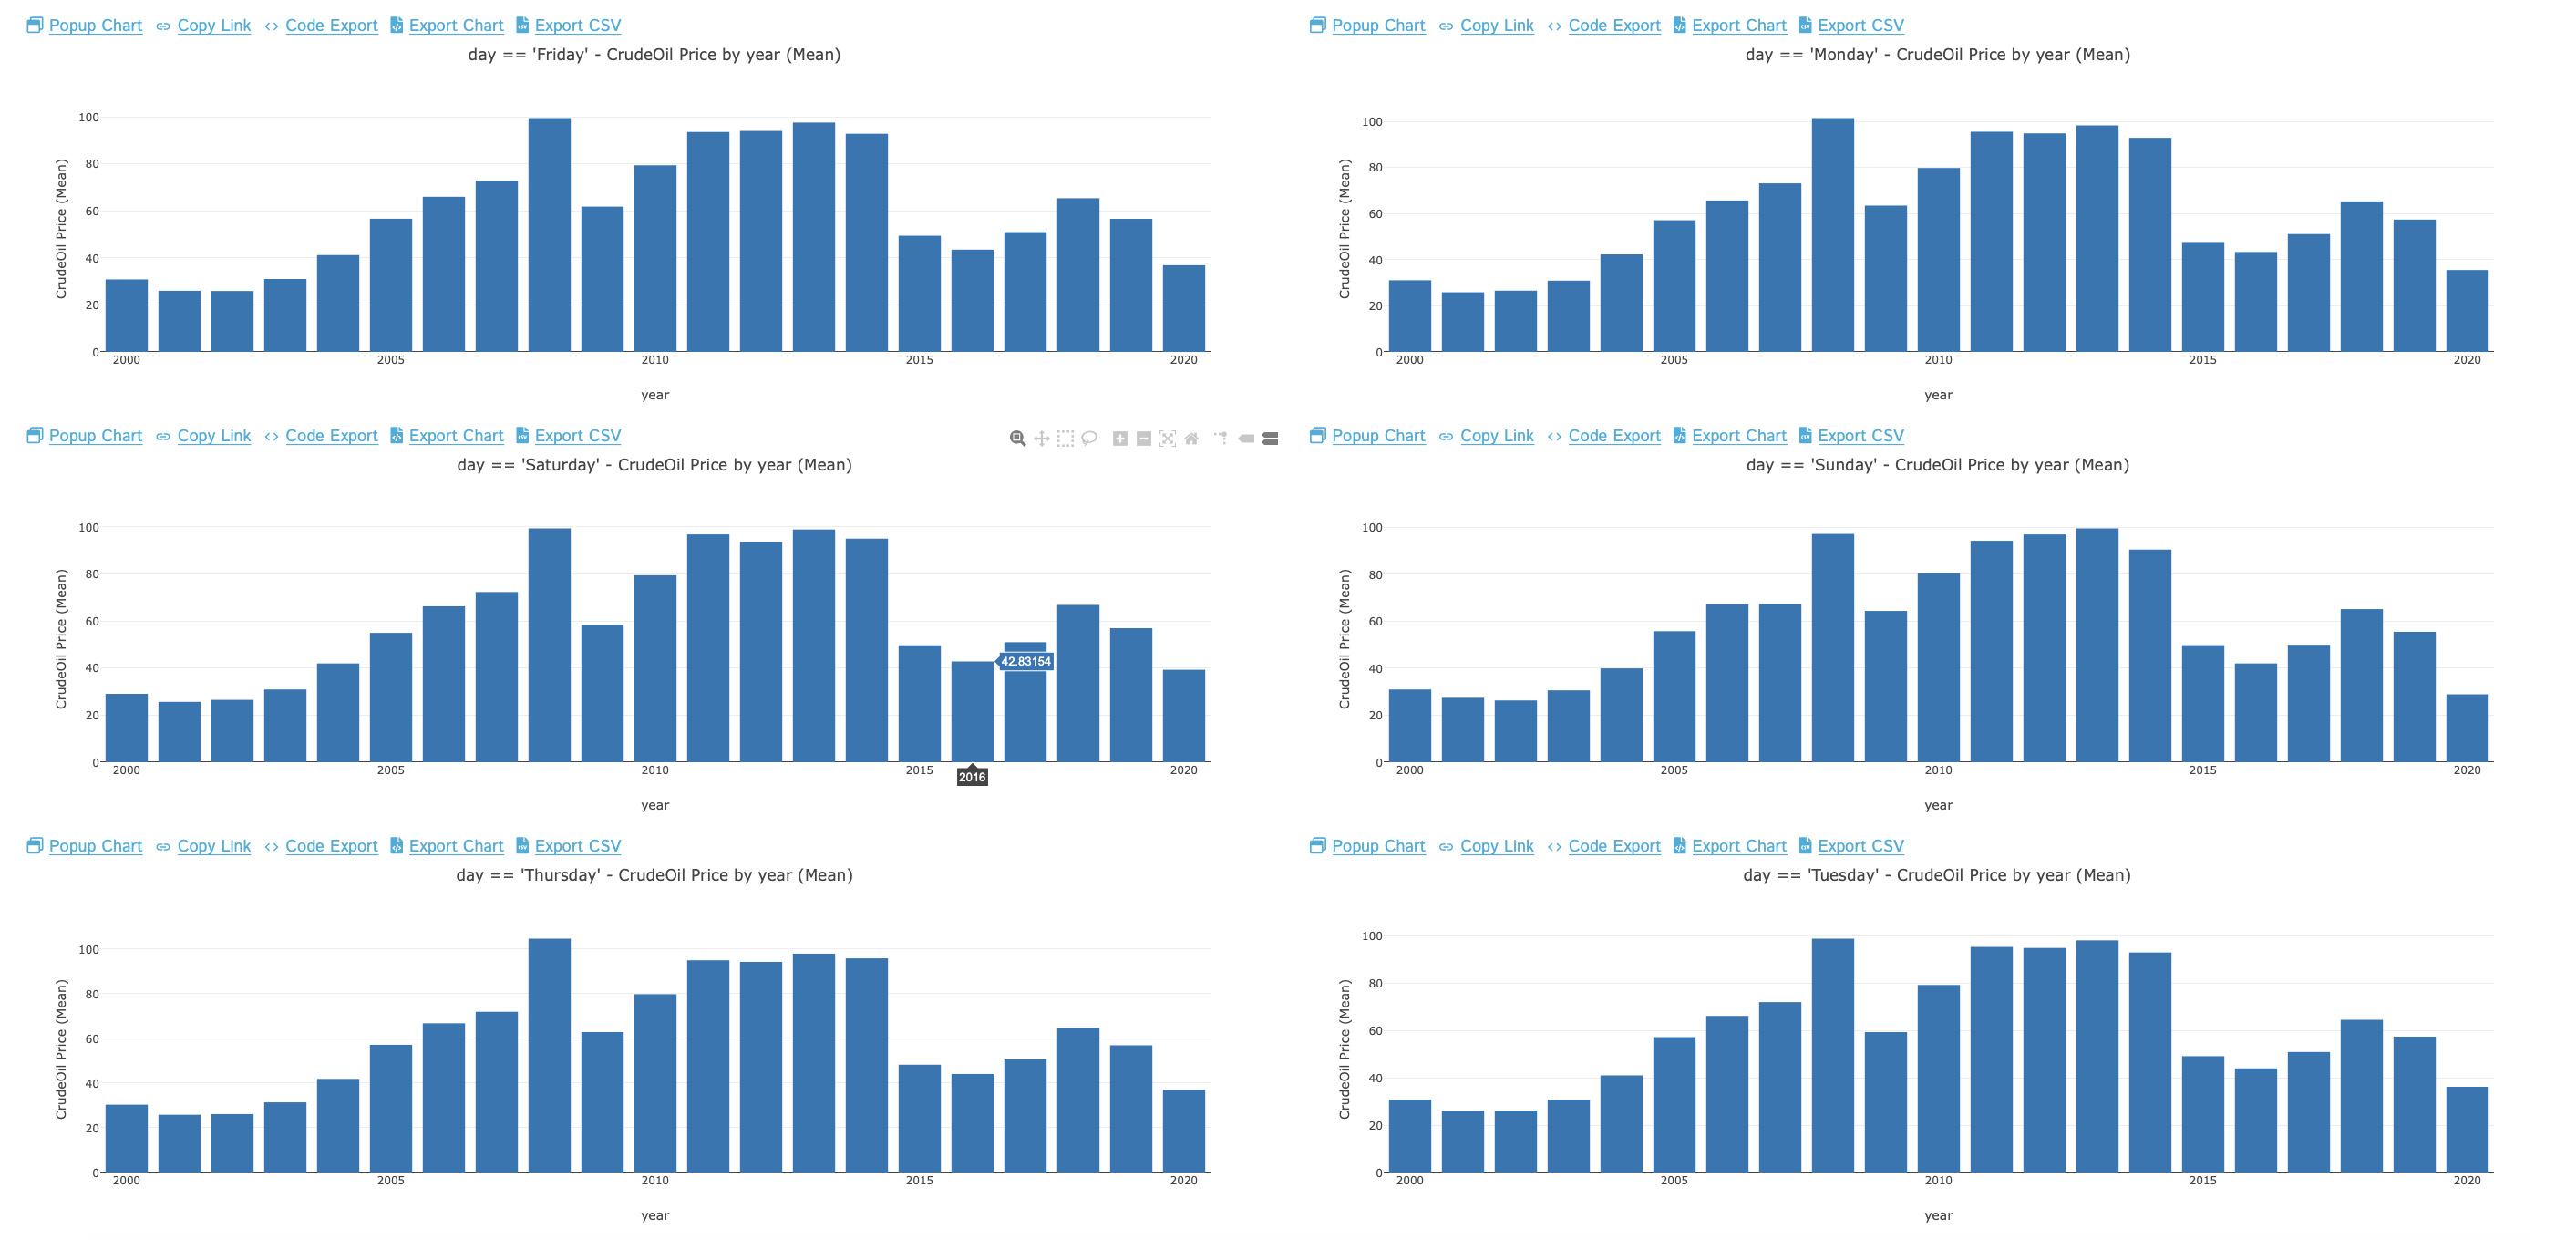 Popup Chart Copy Link Code Export Export Chart Export CSV
day == 'Friday' - CrudeOil Price by year (Mean)
CrudeOil Price (Mean)
100
80
60
40
20
0
2000 2005 2010 2015 2020
year
Popup Chart Copy Link Code Export Export Chart Export CSV
day == 'Monday' - CrudeOil Price by year (Mean)
CrudeOil Price (Mean)
100
80
60
40
20
0
2000 2005 2010 2015 2020
year
Popup Chart Copy Link Code Export Export Chart Export CSV
day == 'Saturday' - CrudeOil Price by year (Mean)
CrudeOil Price (Mean)
100
80
60
40
20
0
42.83154
2000 2005 2010 2015 2016 2020
year
Popup Chart Copy Link Code Export Export Chart Export CSV
day == 'Sunday' - CrudeOil Price by year (Mean)
CrudeOil Price (Mean)
100
80
60
40
20
0
2000 2005 2010 2015 2020
year
Popup Chart Copy Link Code Export Export Chart Export CSV
day == 'Thursday' - CrudeOil Price by year (Mean)
CrudeOil Price (Mean)
100
80
60
40
20
0
2000 2005 2010 2015 2020
year
Popup Chart Copy Link Code Export Export Chart Export CSV
day == 'Tuesday' - CrudeOil Price by year (Mean)
CrudeOil Price (Mean)
100
80
60
40
20
0
2000 2005 2010 2015 2020
year